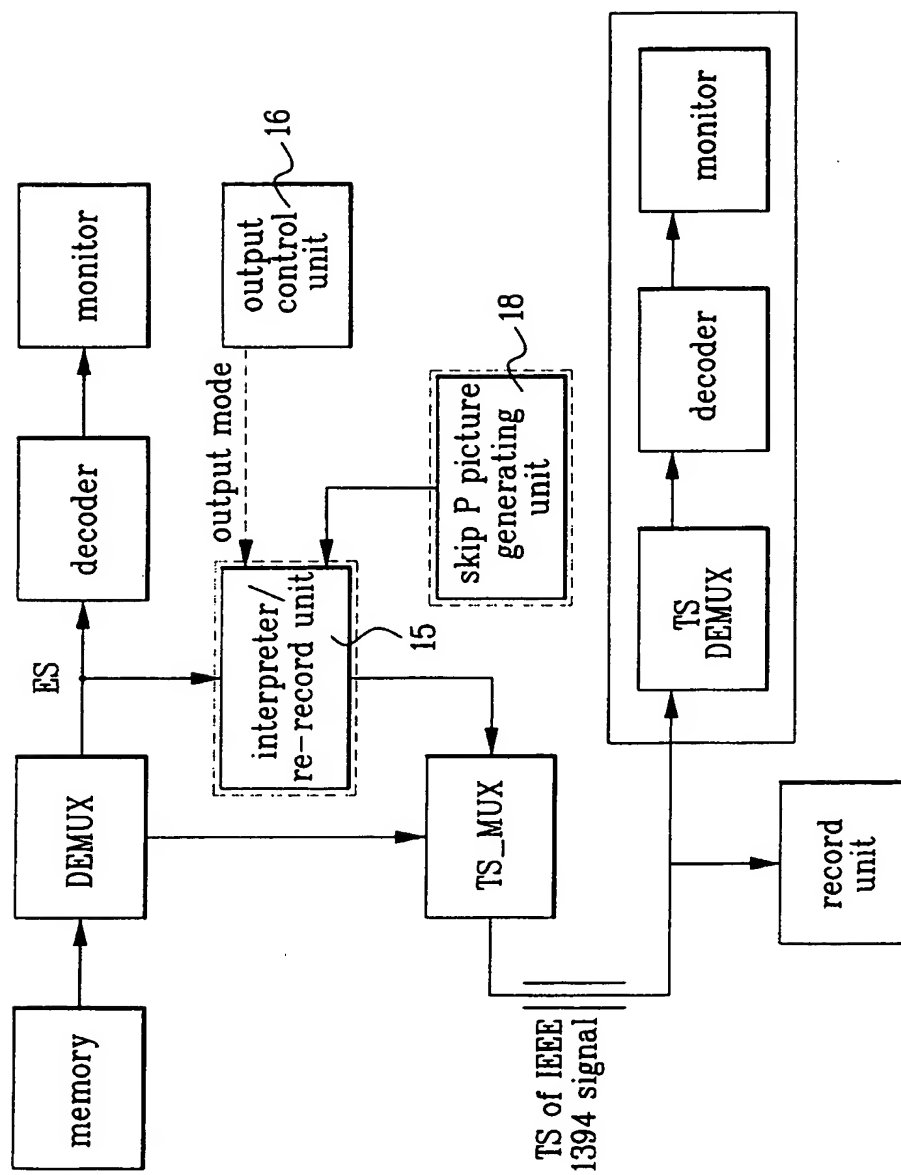 memory
DEMUX
ES
decoder
monitor
interpreter/
re-record unit
15
output mode
output
control
unit
16
skip P picture
generating
unit
18
TS_MUX
TS of IEEE
1394 signal
record
unit
TS
DEMUX
decoder
monitor